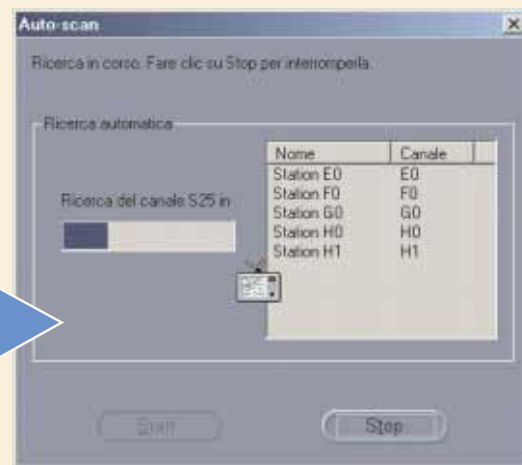 Auto-scan
Ricerca in corso. Fare clic su Stop per interromperla.
Ricerca automatica
Ricerca del canale S25 in
Nome Canale
Station E0 E0
Station F0 F0
Station G0 G0
Station H0 H0
Station H1 H1
Start Stop